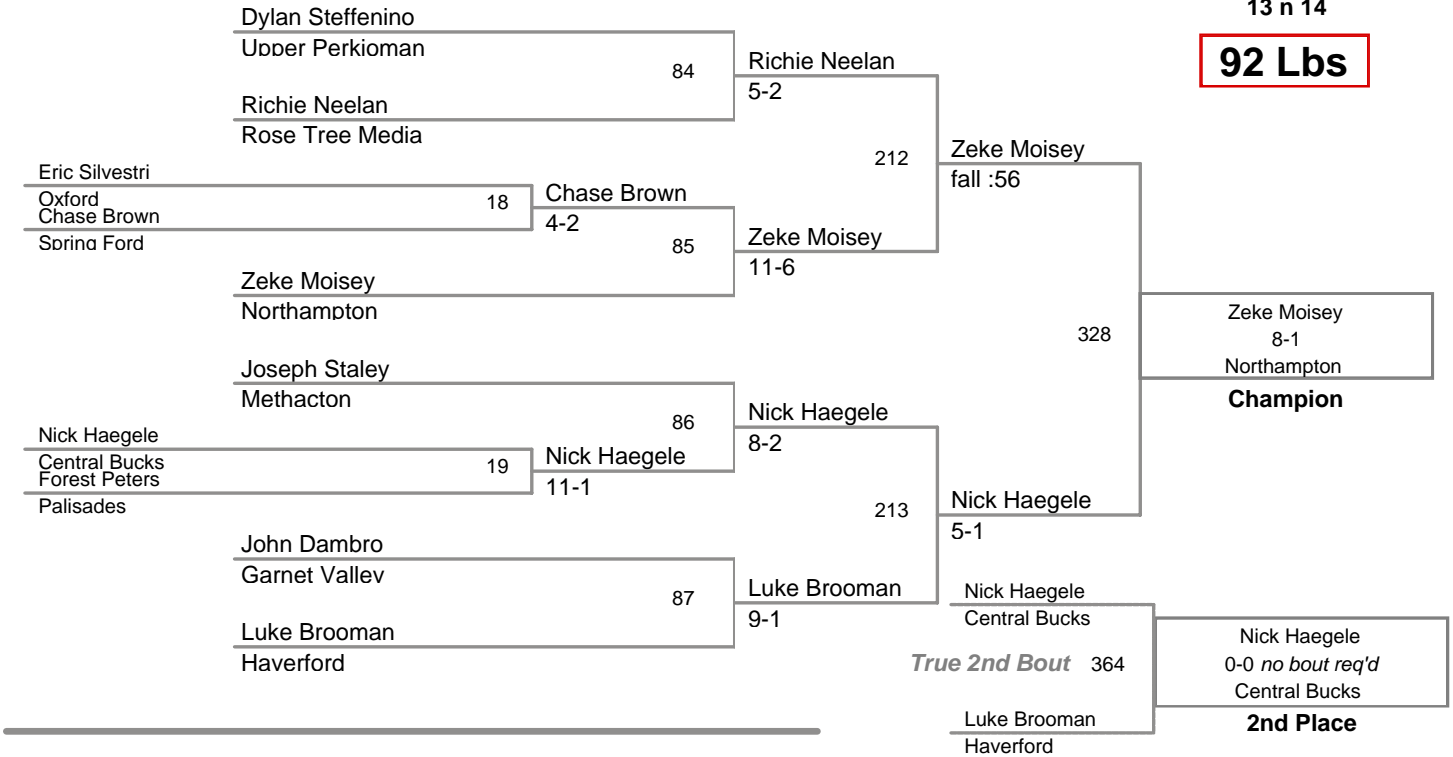 13 n 14
92 Lbs
Dylan Steffenino
Upper Perkioman
84
Richie Neelan
5-2
Richie Neelan
Rose Tree Media
212
Zeke Moisey
fall :56
Eric Silvestri
Oxford
Chase Brown
Spring Ford
18
Chase Brown
4-2
85
Zeke Moisey
11-6
Zeke Moisey
Northampton
328
Zeke Moisey
8-1
Northampton
Champion
Joseph Staley
Methacton
86
Nick Haegele
8-2
Nick Haegele
Central Bucks
Forest Peters
Palisades
19
Nick Haegele
11-1
213
Nick Haegele
5-1
John Dambro
Garnet Valley
87
Luke Brooman
9-1
Luke Brooman
Haverford
Nick Haegele
Central Bucks
True 2nd Bout 364
Luke Brooman
Haverford
Nick Haegele
0-0 no bout req'd
Central Bucks
2nd Place